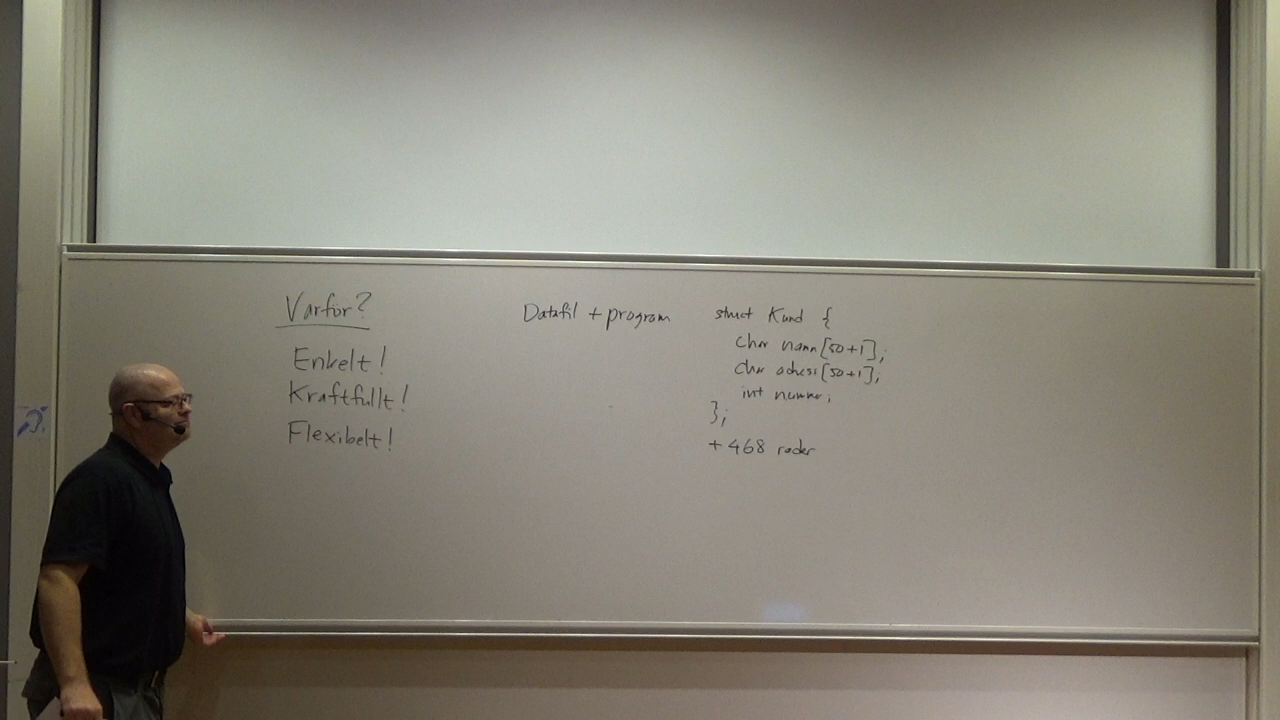 Varför?
Enkelt!
Kraftfullt!
Flexibelt!
Datafil + program
struct Kund {
char namn[50+1];
char adress[50+1];
int nummer;
};
+ 468 rader